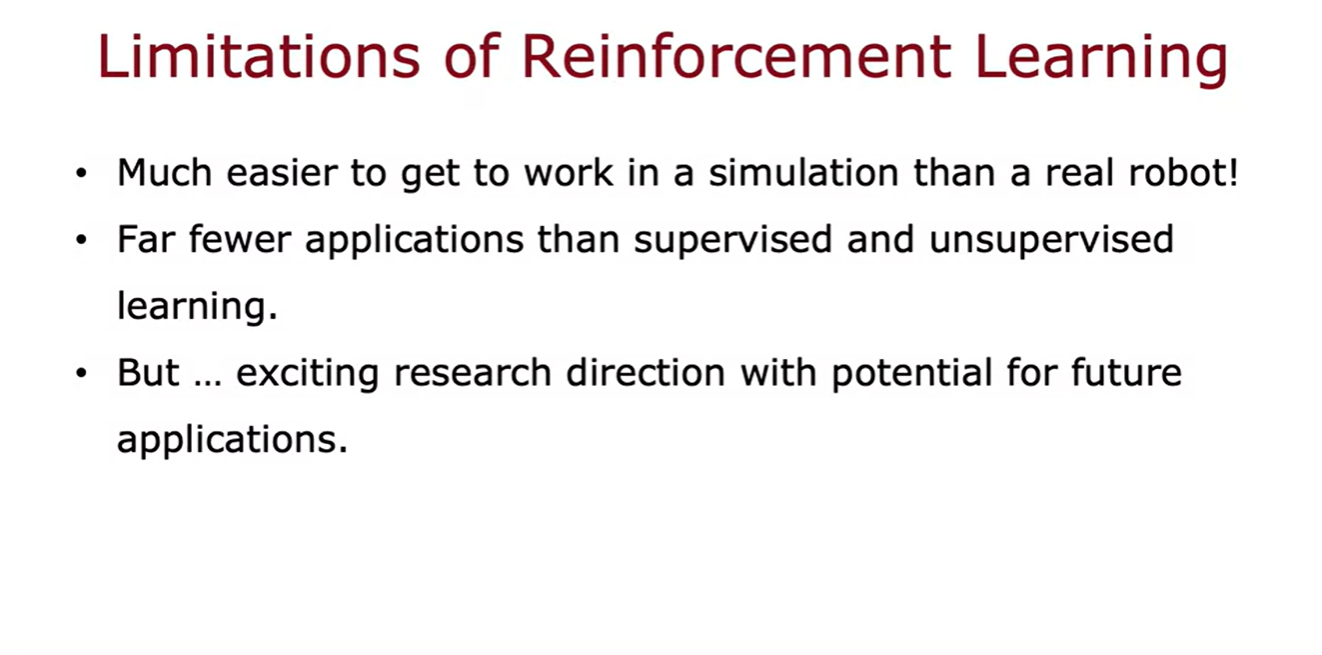 Limitations of Reinforcement Learning
• Much easier to get to work in a simulation than a real robot!
• Far fewer applications than supervised and unsupervised
learning.
• But ... exciting research direction with potential for future
applications.